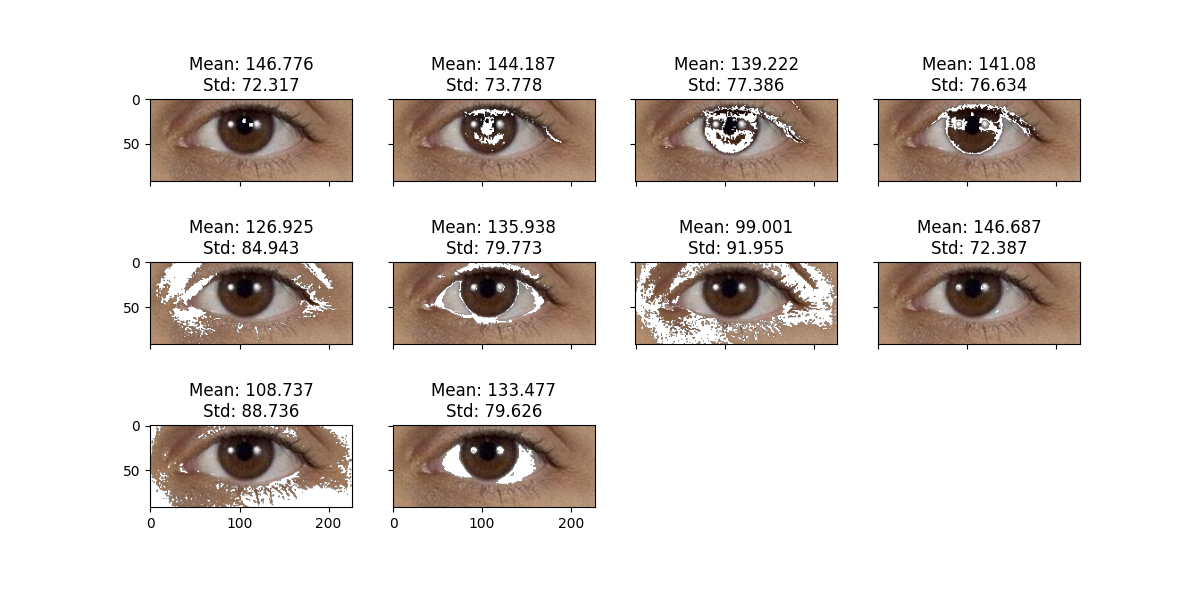 Mean: 146.776
Std: 72.317
Mean: 144.187
Std: 73.778
Mean: 139.222
Std: 77.386
Mean: 141.08
Std: 76.634
0
50
Mean: 126.925
Std: 84.943
Mean: 135.938
Std: 79.773
Mean: 99.001
Std: 91.955
Mean: 146.687
Std: 72.387
0
50
Mean: 108.737
Std: 88.736
Mean: 133.477
Std: 79.626
0
50
0 100 200
0 100 200